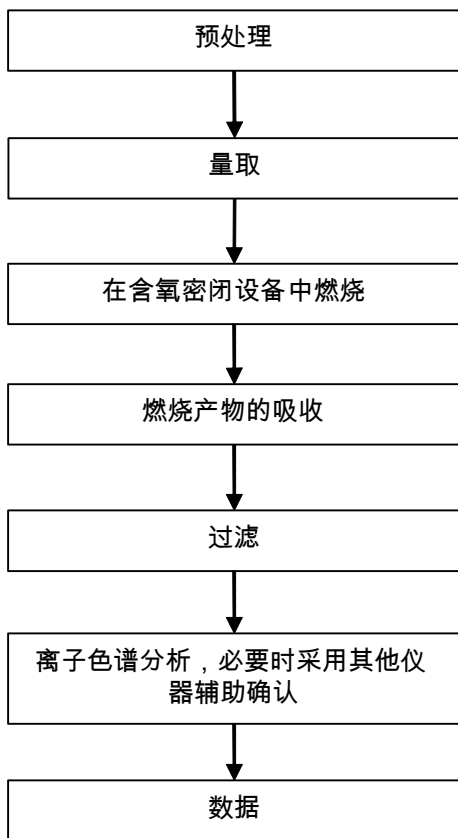 预处理
量取
在含氧密闭设备中燃烧
燃烧产物的吸收
过滤
离子色谱分析，必要时采用其他仪
器辅助确认
数据